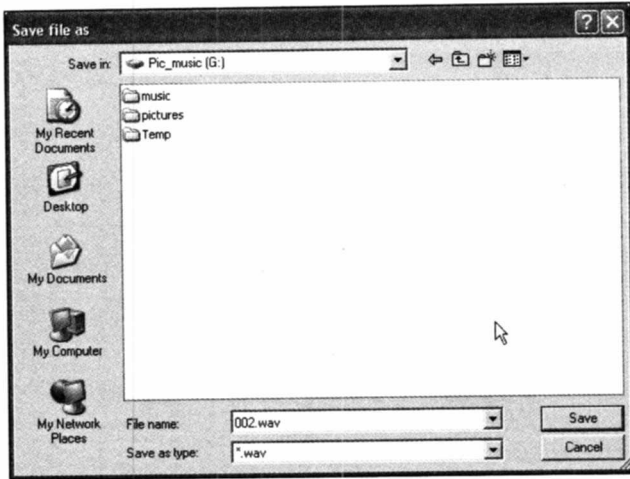 Save file as
Save in: Pic_music (G:)
music
pictures
Temp
My Recent
Documents
Desktop
My Documents
My Computer
My Network
Places
File name: 002.wav
Save
Save as type: *.wav
Cancel